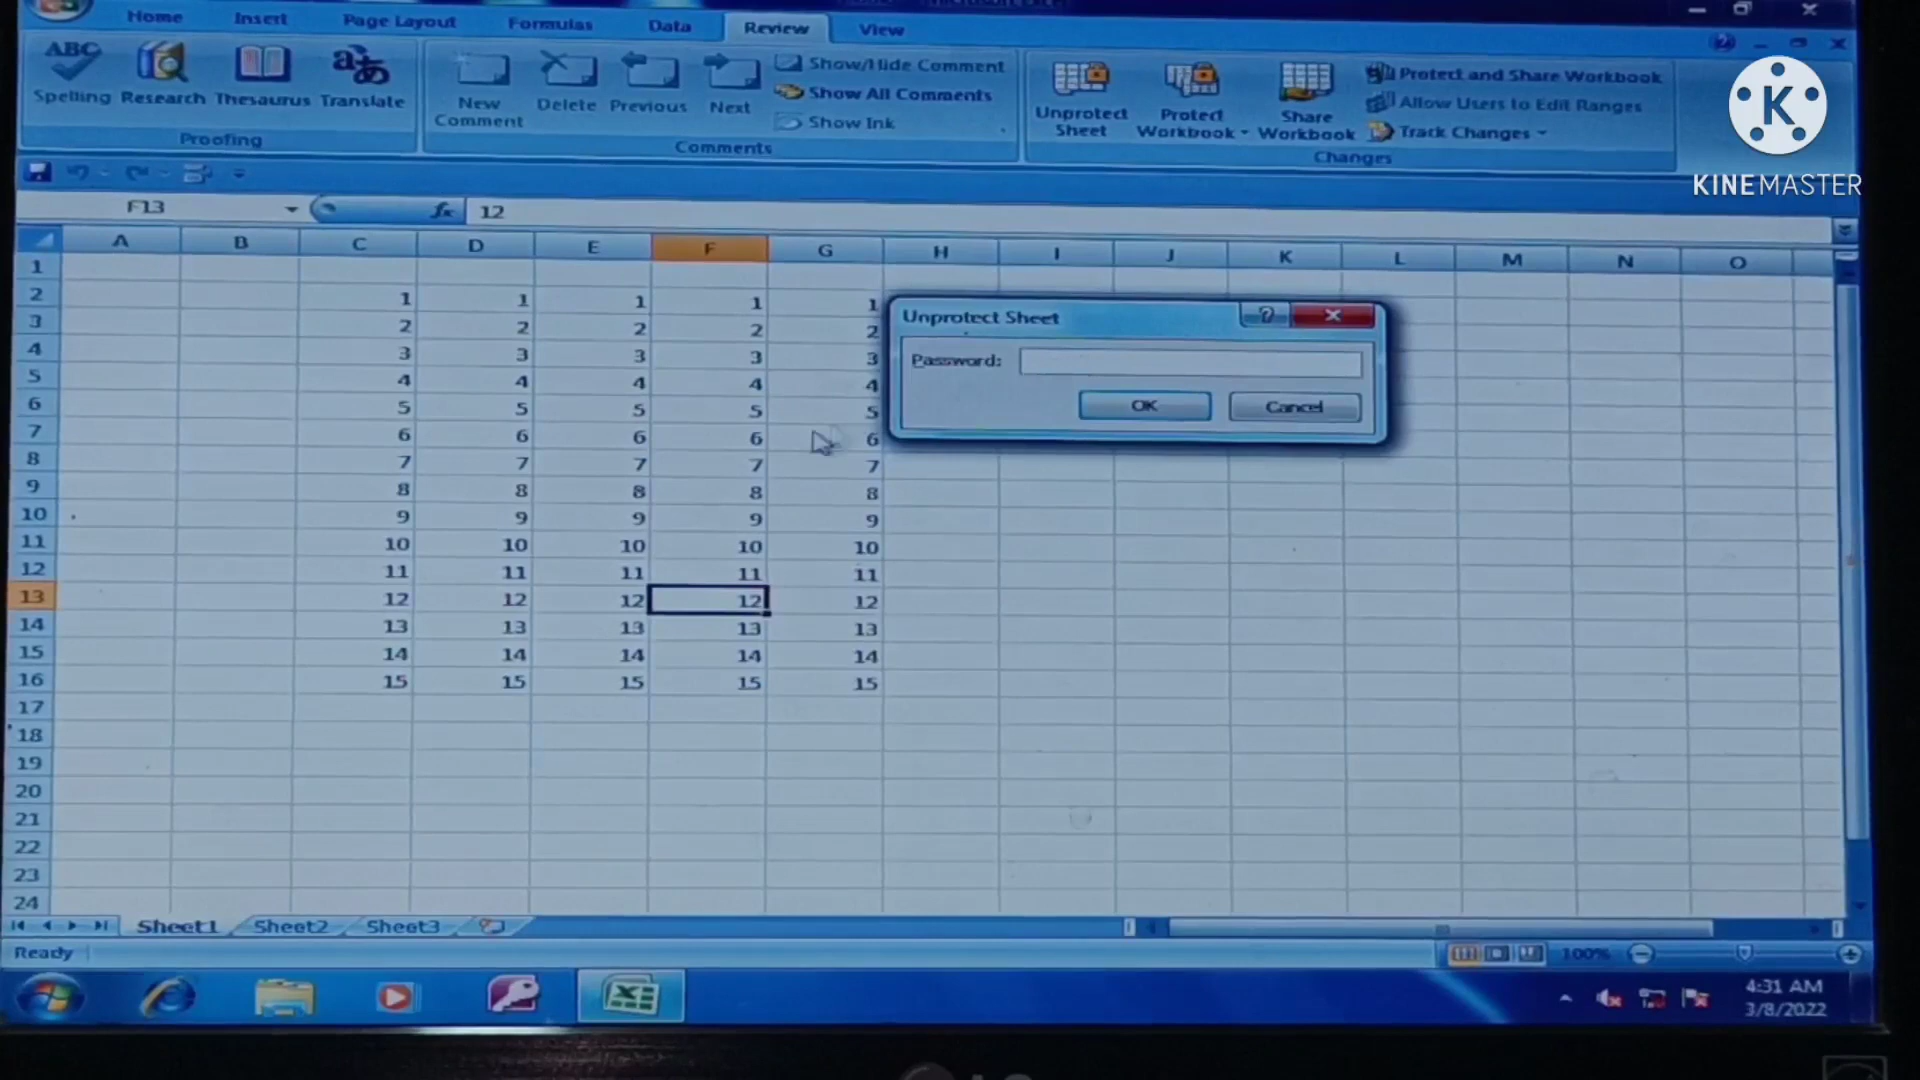 Home Insert Page Layout Formulas Data Review View
ABC
Spelling Research Thesaurus Translate
Proofing
New Comment Delete Previous Next
Show/Hide Comment
Show All Comments
Show Ink
Comments
Unprotect Sheet Protect Workbook Share Workbook
Protect and Share Workbook
Allow Users to Edit Ranges
Track Changes
Changes
K
KINEMASTER
F13 fx 12
A B C D E F G H I J K L M N O
1
2 1 1 1 1 1
3 2 2 2 2 2
4 3 3 3 3 3
5 4 4 4 4 4
6 5 5 5 5 5
7 6 6 6 6 6
8 7 7 7 7 7
9 8 8 8 8 8
10 9 9 9 9 9
11 10 10 10 10 10
12 11 11 11 11 11
13 12 12 12 12 12
14 13 13 13 13 13
15 14 14 14 14 14
16 15 15 15 15 15
17
18
19
20
21
22
23
24
Unprotect Sheet
Password:
OK Cancel
Sheet1 Sheet2 Sheet3
Ready 100%
4:31 AM
3/8/2022